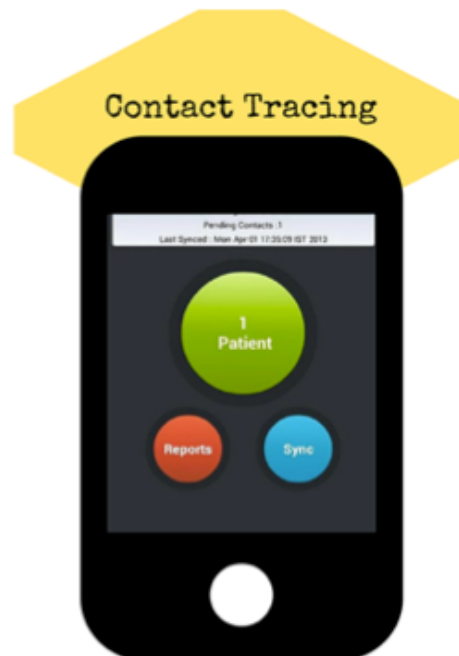 Contact Tracing
Pending Contacts :1
Last Synced : Mon Apr 01 17:35:09 IST 2013
1
Patient
Reports
Sync